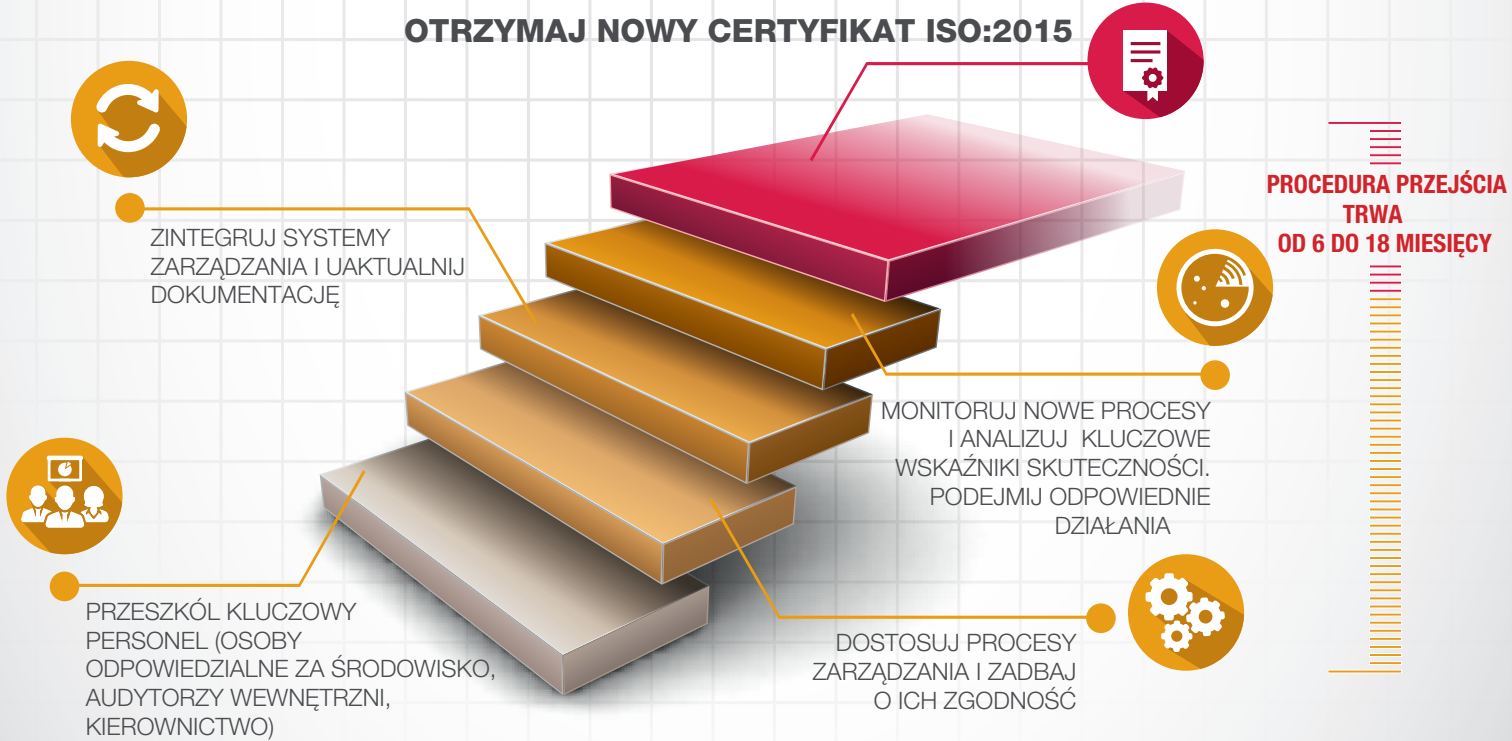 OTRZYMAJ NOWY CERTYFIKAT ISO:2015
ZINTEGRUJ SYSTEMY
ZARZĄDZANIA I UAKTUALNIJ
DOKUMENTACJĘ
PROCEDURA PRZEJŚCIA
TRWA
OD 6 DO 18 MIESIĘCY
MONITORUJ NOWE PROCESY
I ANALIZUJ KLUCZOWE
WSKAŹNIKI SKUTECZNOŚCI.
PODEJMIJ ODPOWIEDNIE
DZIAŁANIA
PRZESZKÓL KLUCZOWY
PERSONEL (OSOBY
ODPOWIEDZIALNE ZA ŚRODOWISKO,
AUDYTORZY WEWNĘTRZNI,
KIEROWNICTWO)
DOSTOSUJ PROCESY
ZARZĄDZANIA I ZADBAJ
O ICH ZGODNOŚĆ